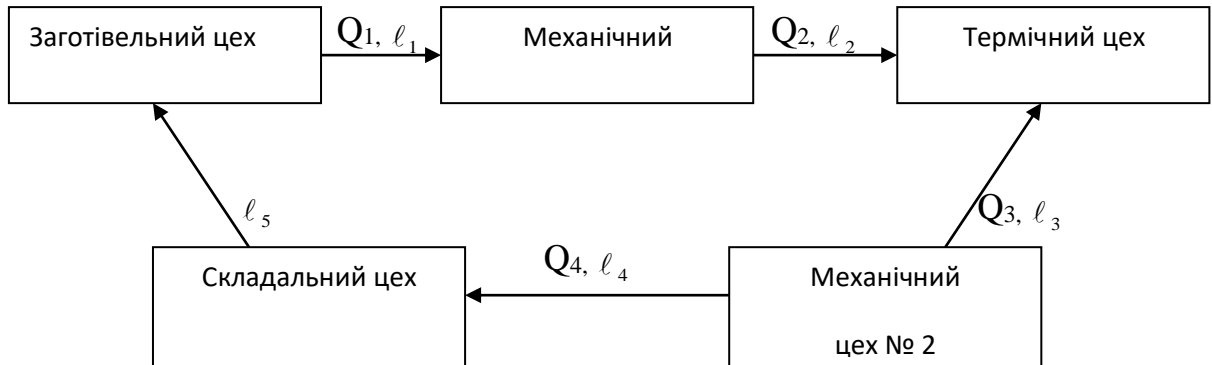 Заготівельний цех
Q1, ℓ1
Механічний
Q2, ℓ2
Термічний цех
ℓ5
Q3, ℓ3
Складальний цех
Q4, ℓ4
Механічний
цех № 2